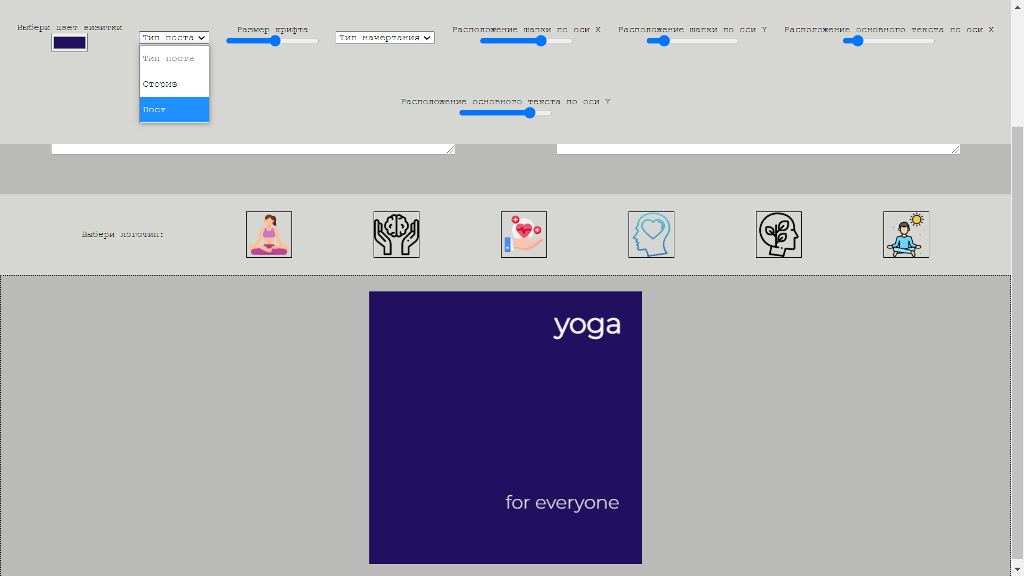 Выбери цвет визитки
Тип поста
Размер шрифта
Тип начертания
Расположение шапки по оси X
Расположение шапки по оси Y
Расположение основного текста по оси X
Тип поста
Сториз
Пост
Расположение основного текста по оси Y
Выбери логотип:
yoga
for everyone